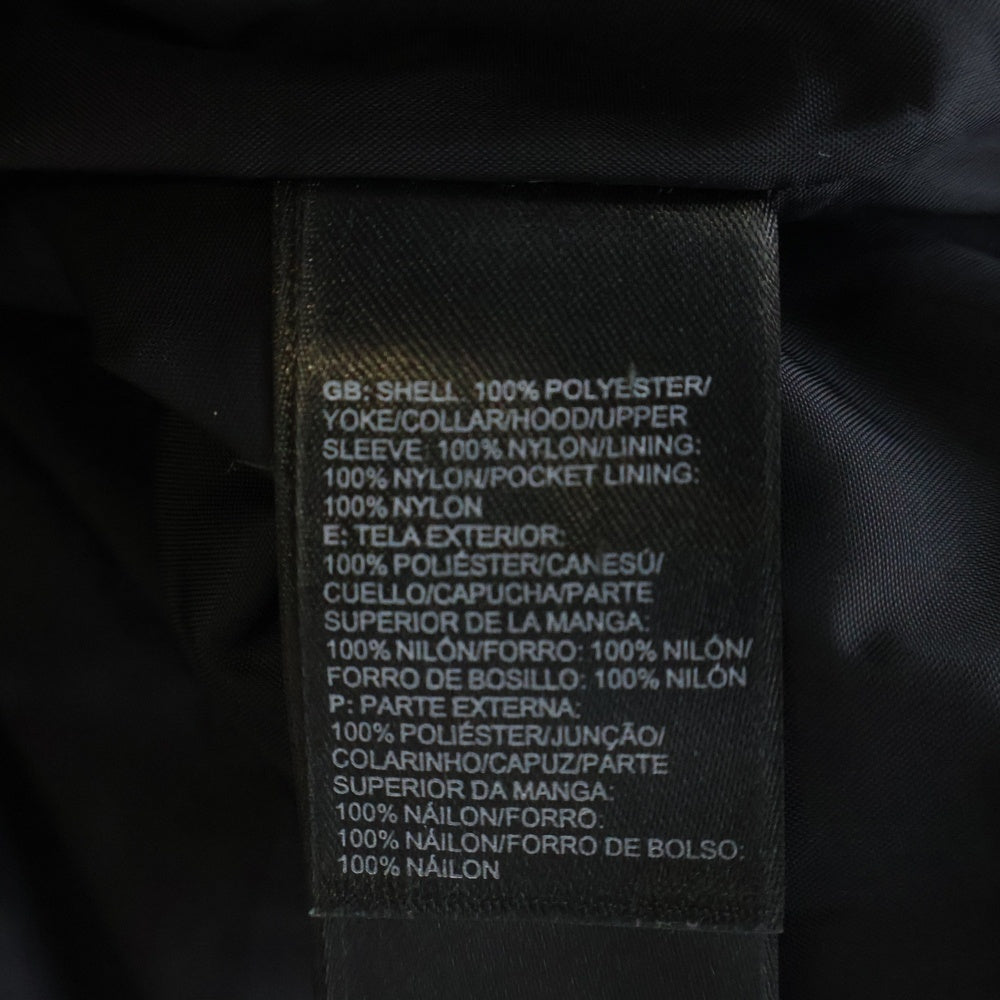 GB: SHELL: 100% POLYESTER/
YOKE/COLLAR/HOOD/UPPER
SLEEVE: 100% NYLON/LINING:
100% NYLON/POCKET LINING:
100% NYLON
E: TELA EXTERIOR:
100% POLIÉSTER/CANESÚ/
CUELLO/CAPUCHA/PARTE
SUPERIOR DE LA MANGA:
100% NILÓN/FORRO: 100% NILÓN/
FORRO DE BOSILLO: 100% NILÓN
P: PARTE EXTERNA:
100% POLIÉSTER/JUNÇÃO/
COLARINHO/CAPUZ/PARTE
SUPERIOR DA MANGA:
100% NÁILON/FORRO:
100% NÁILON/FORRO DE BOLSO:
100% NÁILON